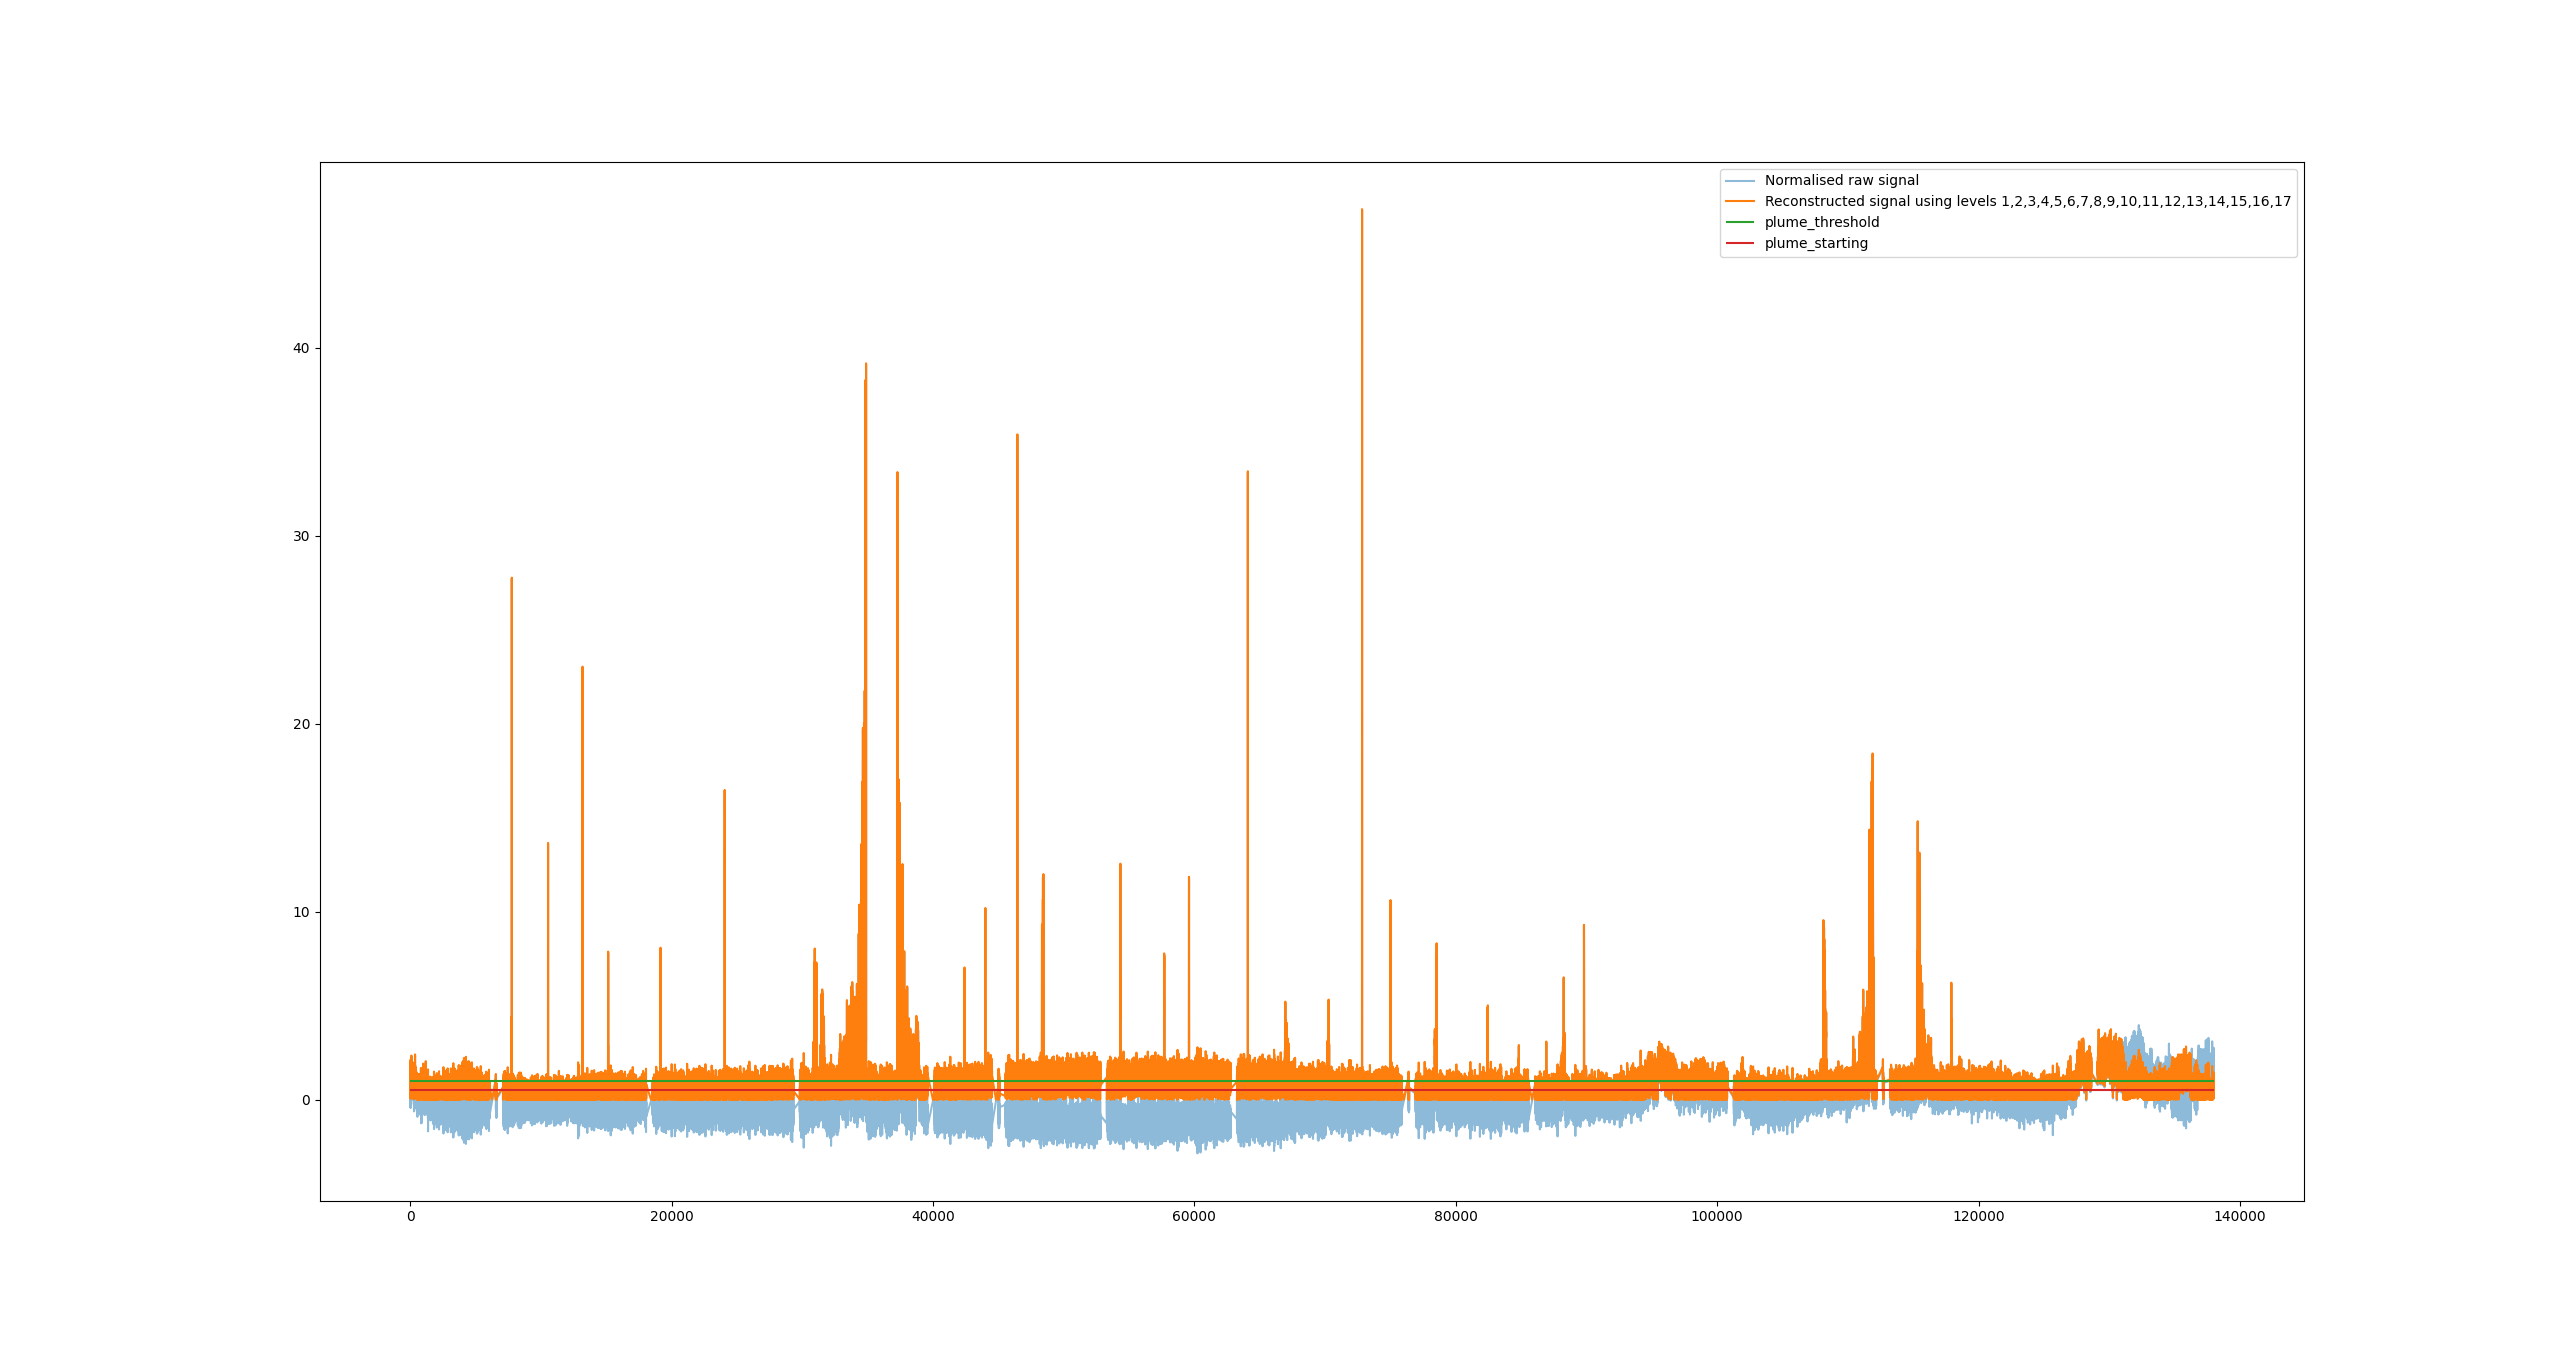 Normalised raw signal
Reconstructed signal using levels 1,2,3,4,5,6,7,8,9,10,11,12,13,14,15,16,17
plume_threshold
plume_starting
40
30
20
10
0
0 20000 40000 60000 80000 100000 120000 140000